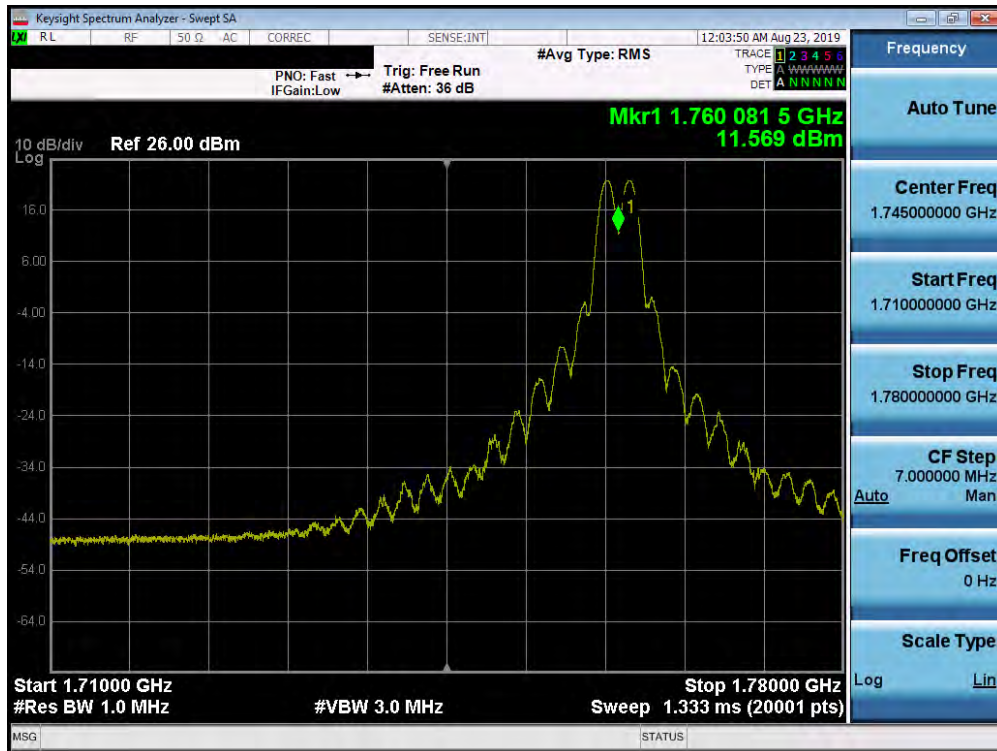 Keysight Spectrum Analyzer - Swept SA
LXI RL RF 50 Ω AC CORREC SENSE:INT 12:03:50 AM Aug 23, 2019
#Avg Type: RMS TRACE 1 2 3 4 5 6
PNO: Fast Trig: Free Run TYPE A WWWWW
IFGain:Low #Atten: 36 dB DET A N N N N N
Mkr1 1.760 081 5 GHz
11.569 dBm
10 dB/div Ref 26.00 dBm
Log
16.0
6.00
-4.00
-14.0
-24.0
-34.0
-44.0
-54.0
-64.0
1
Start 1.71000 GHz Stop 1.78000 GHz
#Res BW 1.0 MHz #VBW 3.0 MHz Sweep 1.333 ms (20001 pts)
MSG STATUS
Frequency
Auto Tune
Center Freq
1.745000000 GHz
Start Freq
1.710000000 GHz
Stop Freq
1.780000000 GHz
CF Step
7.000000 MHz
Auto Man
Freq Offset
0 Hz
Scale Type
Log Lin